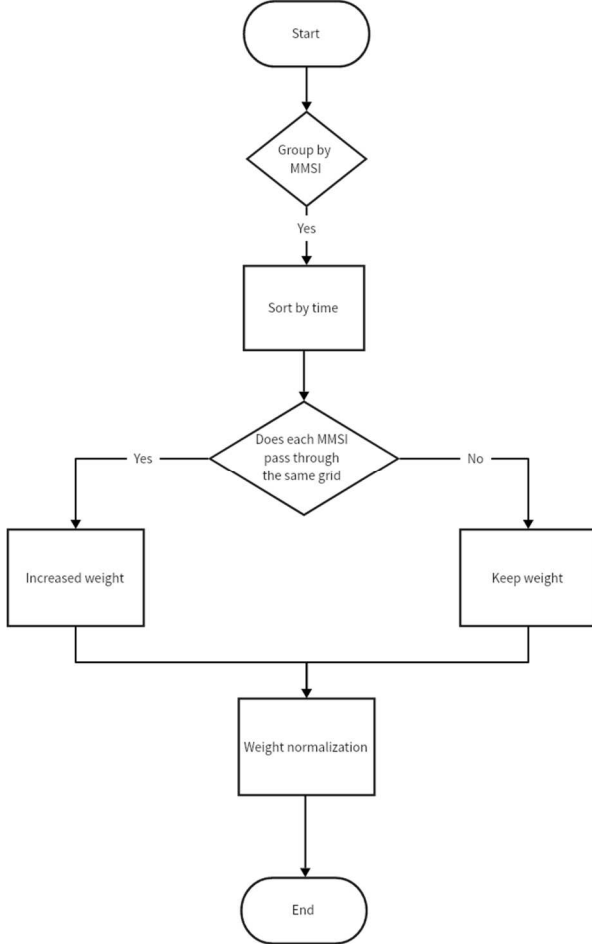 Start
Group by
MMSI
Yes
Sort by time
Does each MMSI
pass through
the same grid
Yes
No
Increased weight
Keep weight
Weight normalization
End